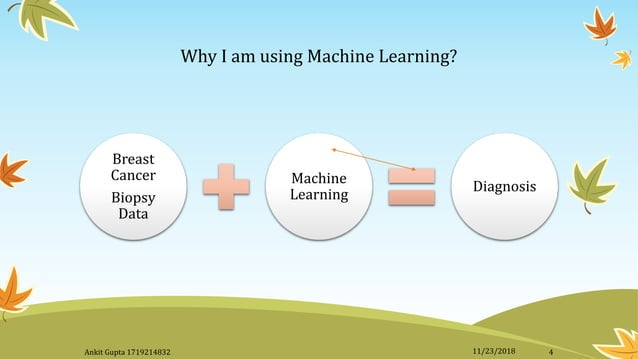 Why I am using Machine Learning?
Breast
Cancer
Biopsy
Data
Machine
Learning
Diagnosis
Ankit Gupta 1719214832
11/23/2018
4